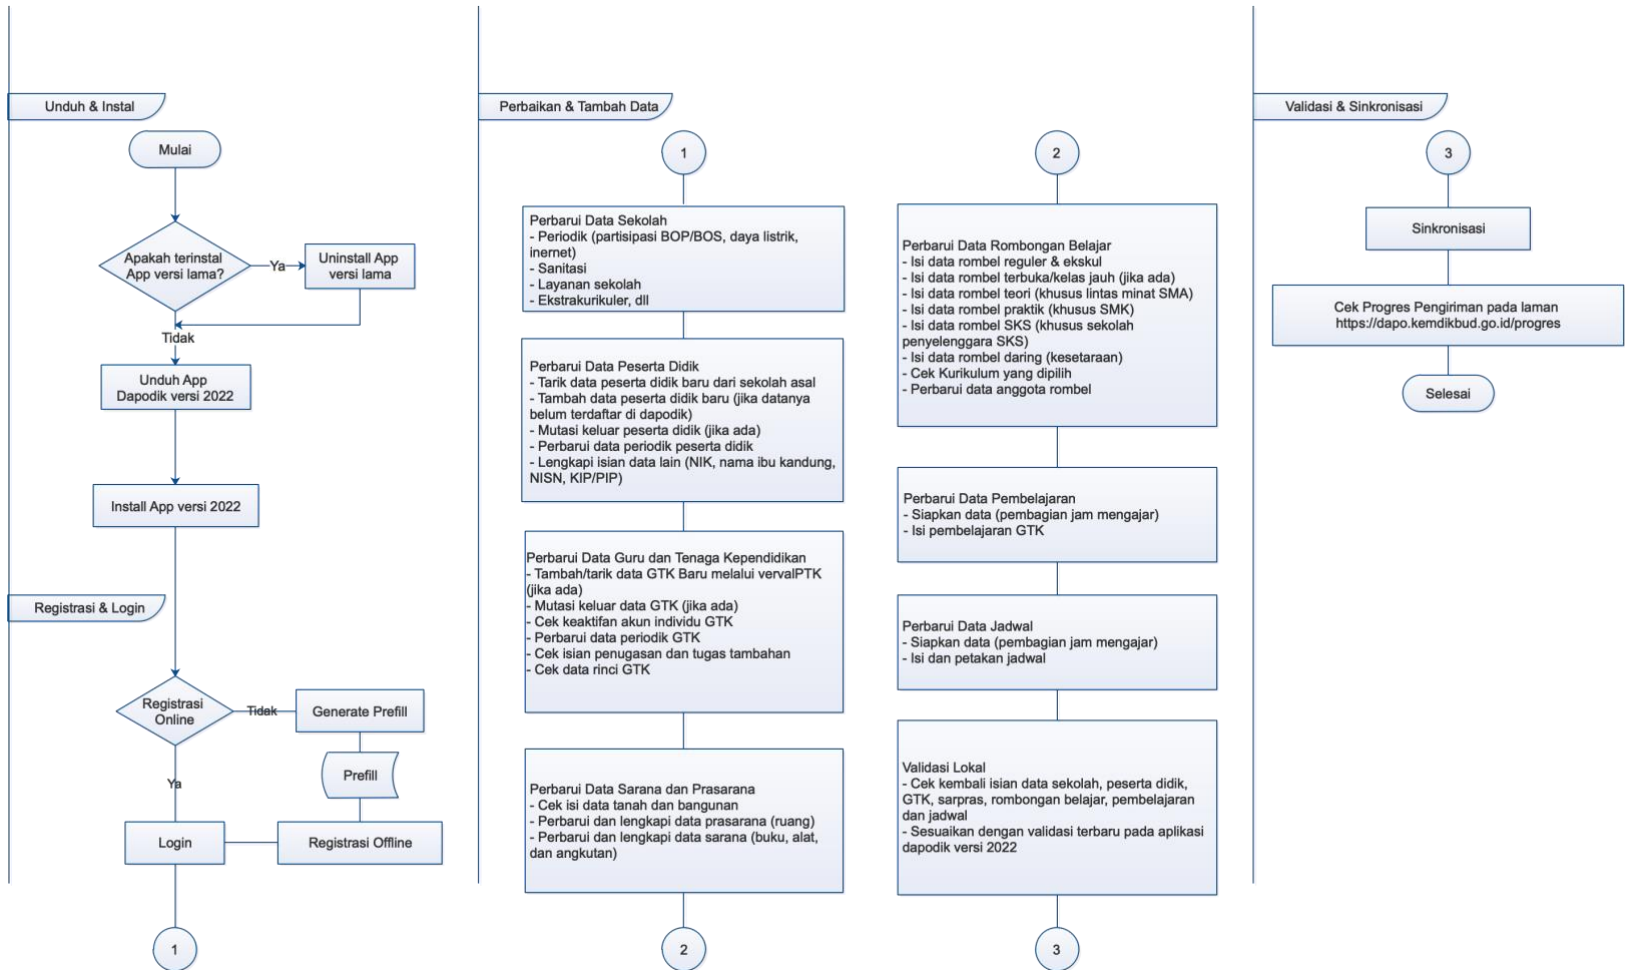 Unduh & Instal
Mulai
Apakah terinstal
App versi lama?
Ya
Uninstall App
versi lama
Tidak
Unduh App
Dapodik versi 2022
Install App versi 2022
Registrasi & Login
Registrasi
Online
Tidak
Generate Prefill
Prefill
Ya
Login
Registrasi Offline
1
Perbaikan & Tambah Data
1
Perbarui Data Sekolah
- Periodik (partisipasi BOP/BOS, daya listrik,
inernet)
- Sanitasi
- Layanan sekolah
- Ekstrakurikuler, dll
Perbarui Data Peserta Didik
- Tarik data peserta didik baru dari sekolah asal
- Tambah data peserta didik baru (jika datanya
belum terdaftar di dapodik)
- Mutasi keluar peserta didik (jika ada)
- Perbarui data periodik peserta didik
- Lengkapi isian data lain (NIK, nama ibu kandung,
NISN, KIP/PIP)
Perbarui Data Guru dan Tenaga Kependidikan
- Tambah/tarik data GTK Baru melalui vervalPTK
(jika ada)
- Mutasi keluar data GTK (jika ada)
- Cek keaktifan akun individu GTK
- Perbarui data periodik GTK
- Cek isian penugasan dan tugas tambahan
- Cek data rinci GTK
Perbarui Data Sarana dan Prasarana
- Cek isi data tanah dan bangunan
- Perbarui dan lengkapi data prasarana (ruang)
- Perbarui dan lengkapi data sarana (buku, alat,
dan angkutan)
2
2
Perbarui Data Rombongan Belajar
- Isi data rombel reguler & ekskul
- Isi data rombel terbuka/kelas jauh (jika ada)
- Isi data rombel teori (khusus lintas minat SMA)
- Isi data rombel praktik (khusus SMK)
- Isi data rombel SKS (khusus sekolah
penyelenggara SKS)
- Isi data rombel daring (kesetaraan)
- Cek Kurikulum yang dipilih
- Perbarui data anggota rombel
Perbarui Data Pembelajaran
- Siapkan data (pembagian jam mengajar)
- Isi pembelajaran GTK
Perbarui Data Jadwal
- Siapkan data (pembagian jam mengajar)
- Isi dan petakan jadwal
Validasi Lokal
- Cek kembali isian data sekolah, peserta didik,
GTK, sarpras, rombongan belajar, pembelajaran
dan jadwal
- Sesuaikan dengan validasi terbaru pada aplikasi
dapodik versi 2022
3
Validasi & Sinkronisasi
3
Sinkronisasi
Cek Progres Pengiriman pada laman
https://dapo.kemdikbud.go.id/progres
Selesai